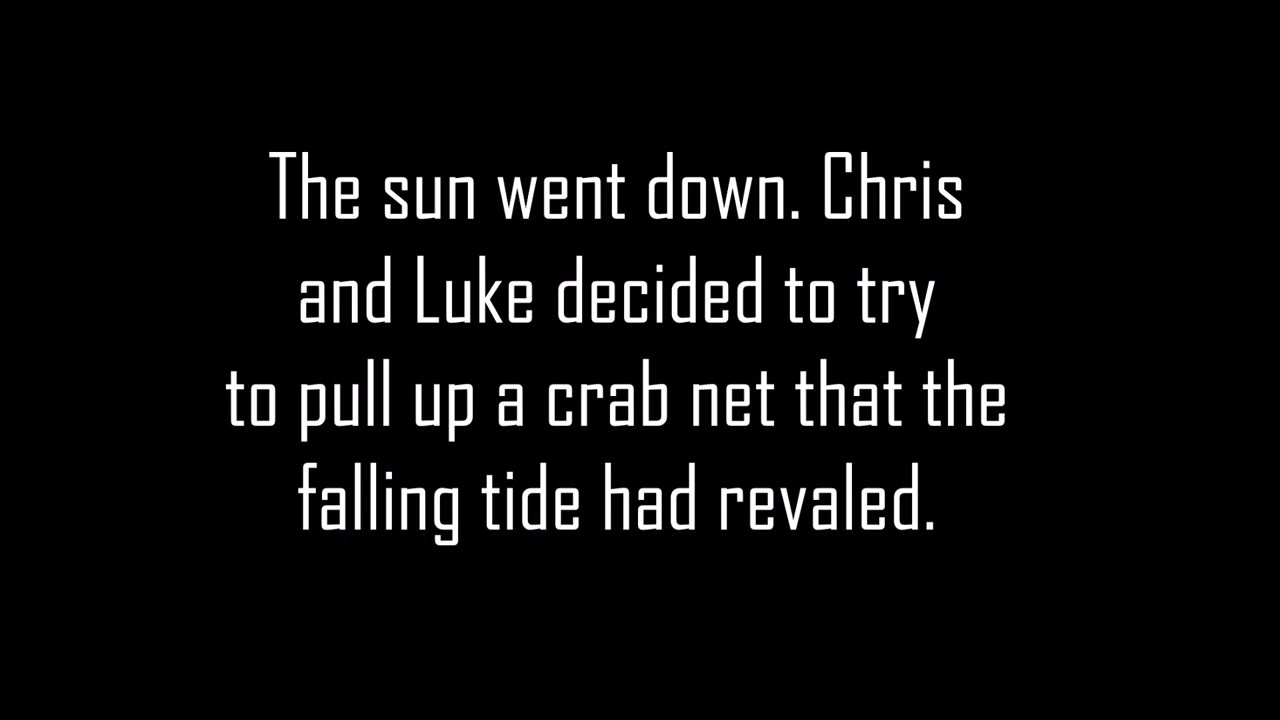 The sun went down. Chris
and Luke decided to try
to pull up a crab net that the
falling tide had revaled.